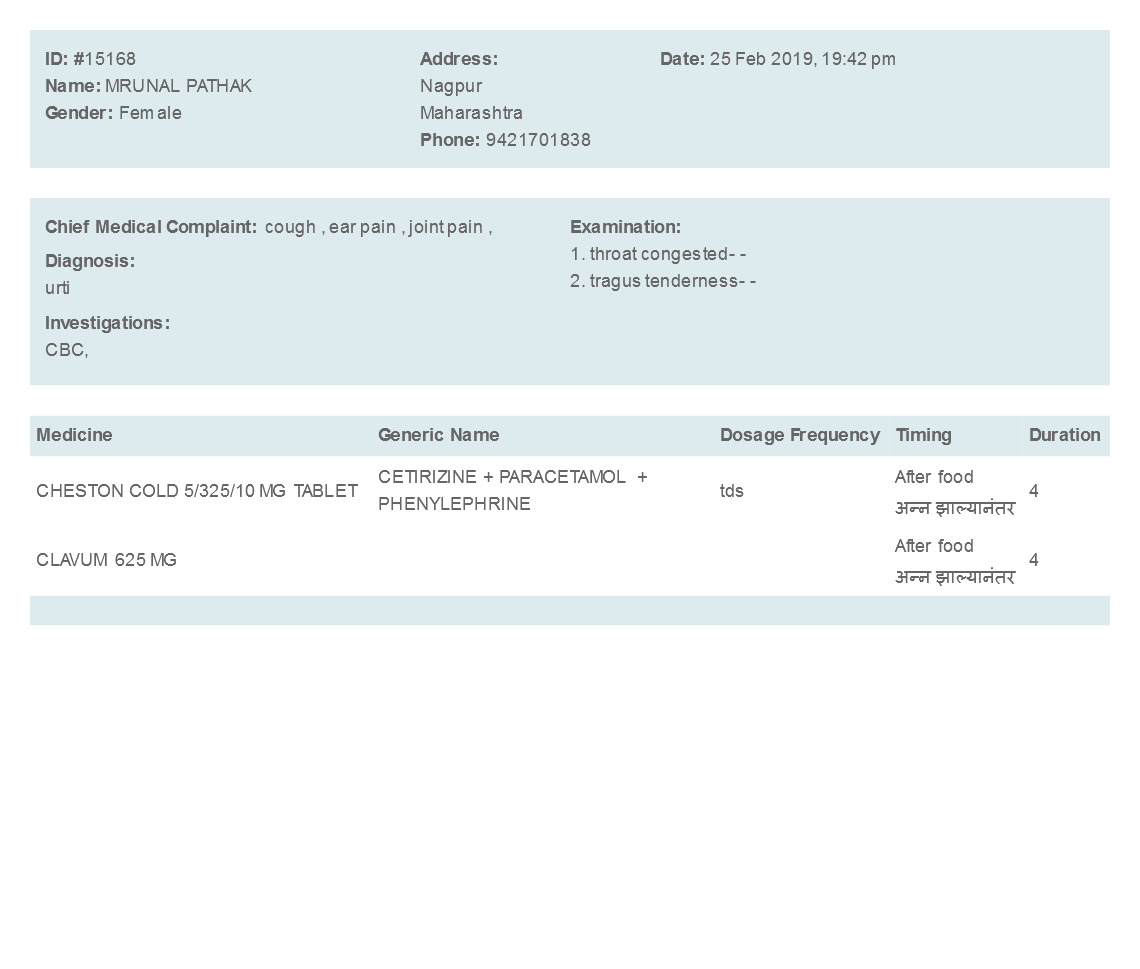 ID: #15168
Name: MRUNAL PATHAK
Gender: Female
Address:
Nagpur
Maharashtra
Phone: 9421701838
Date: 25 Feb 2019, 19:42 pm
Chief Medical Complaint: cough , ear pain , joint pain ,
Diagnosis:
urti
Investigations:
CBC,
Examination:
1. throat congested- -
2. tragus tenderness- -
Medicine Generic Name Dosage Frequency Timing Duration
CHESTON COLD 5/325/10 MG TABLET CETIRIZINE + PARACETAMOL + tds After food 4
PHENYLEPHRINE अन्न झाल्यानंतर
CLAVUM 625 MG After food 4
अन्न झाल्यानंतर